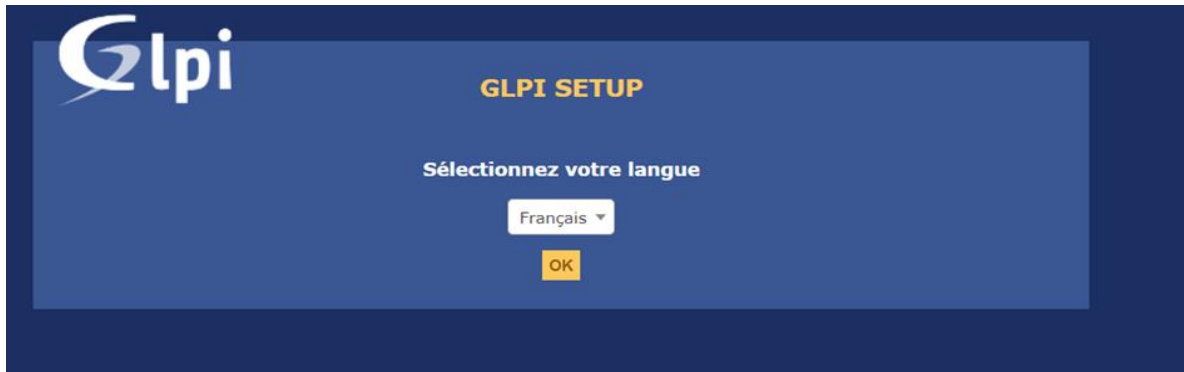 Glpi
GLPI SETUP
Sélectionnez votre langue
Français
OK